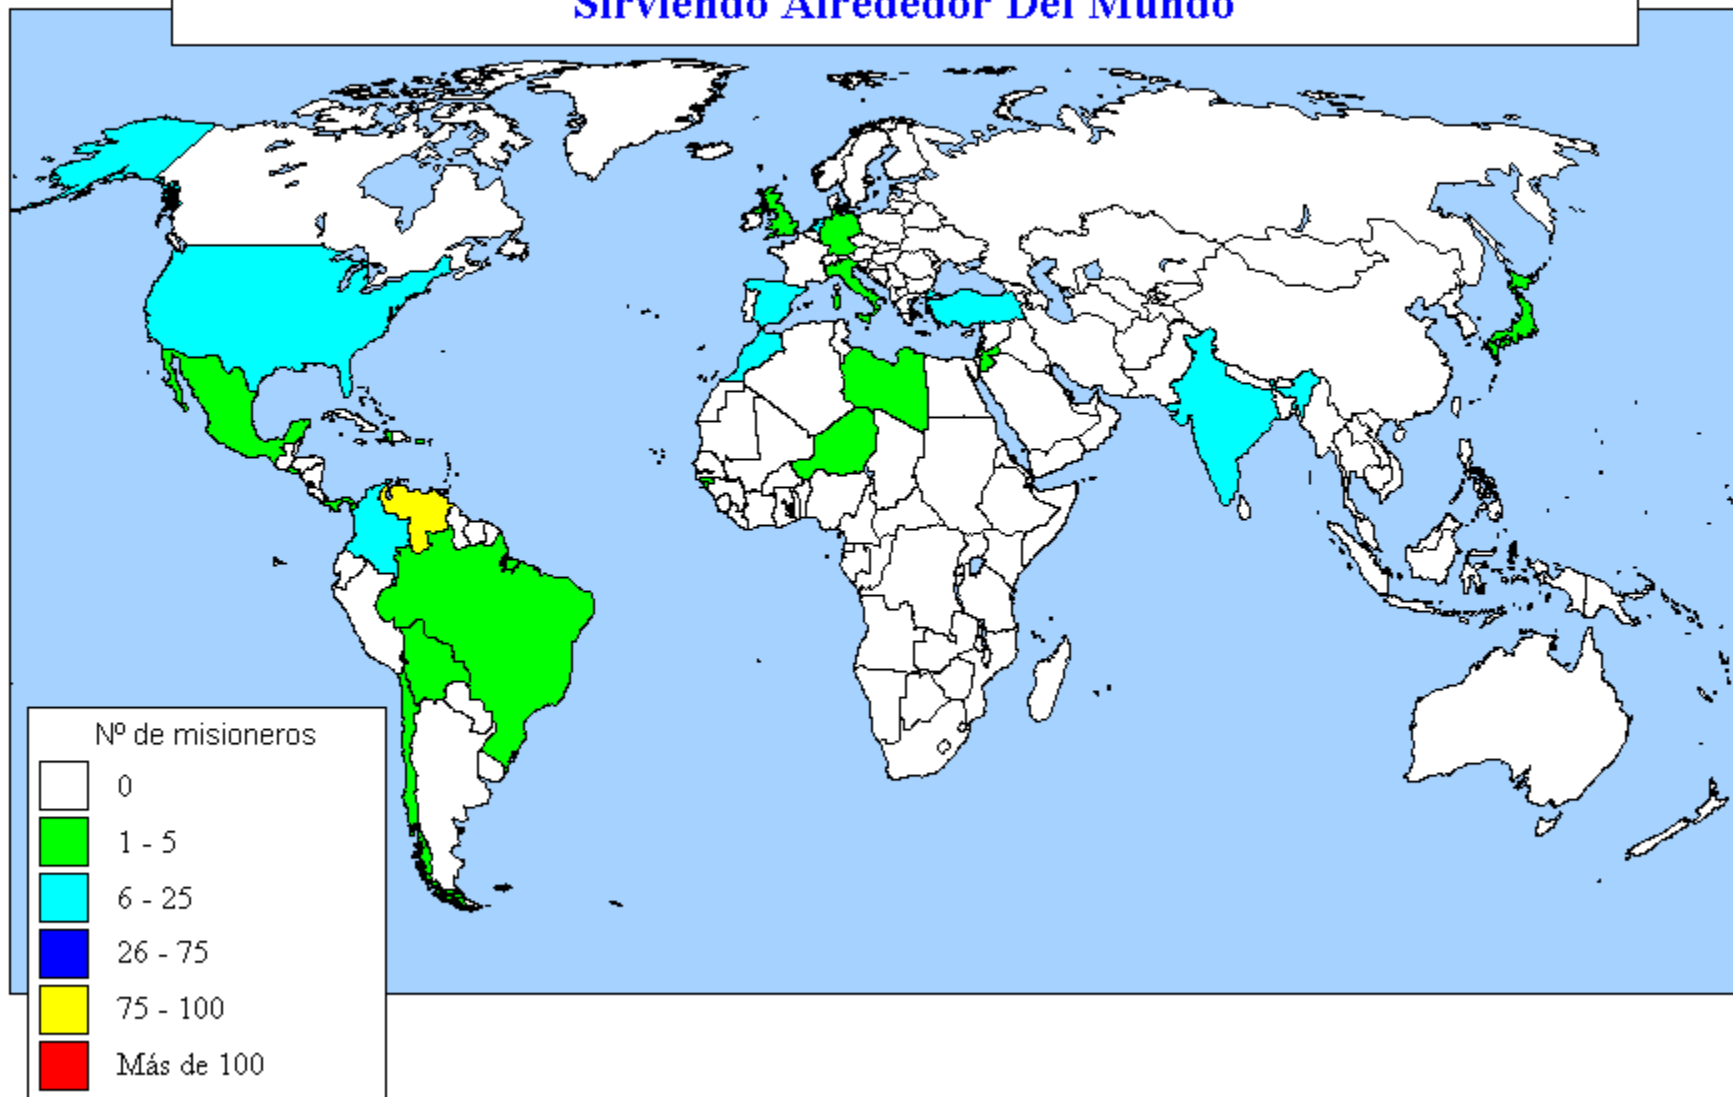 Sirviendo Alrededor Del Mundo
Nº de misioneros
0
1 - 5
6 - 25
26 - 75
75 - 100
Más de 100